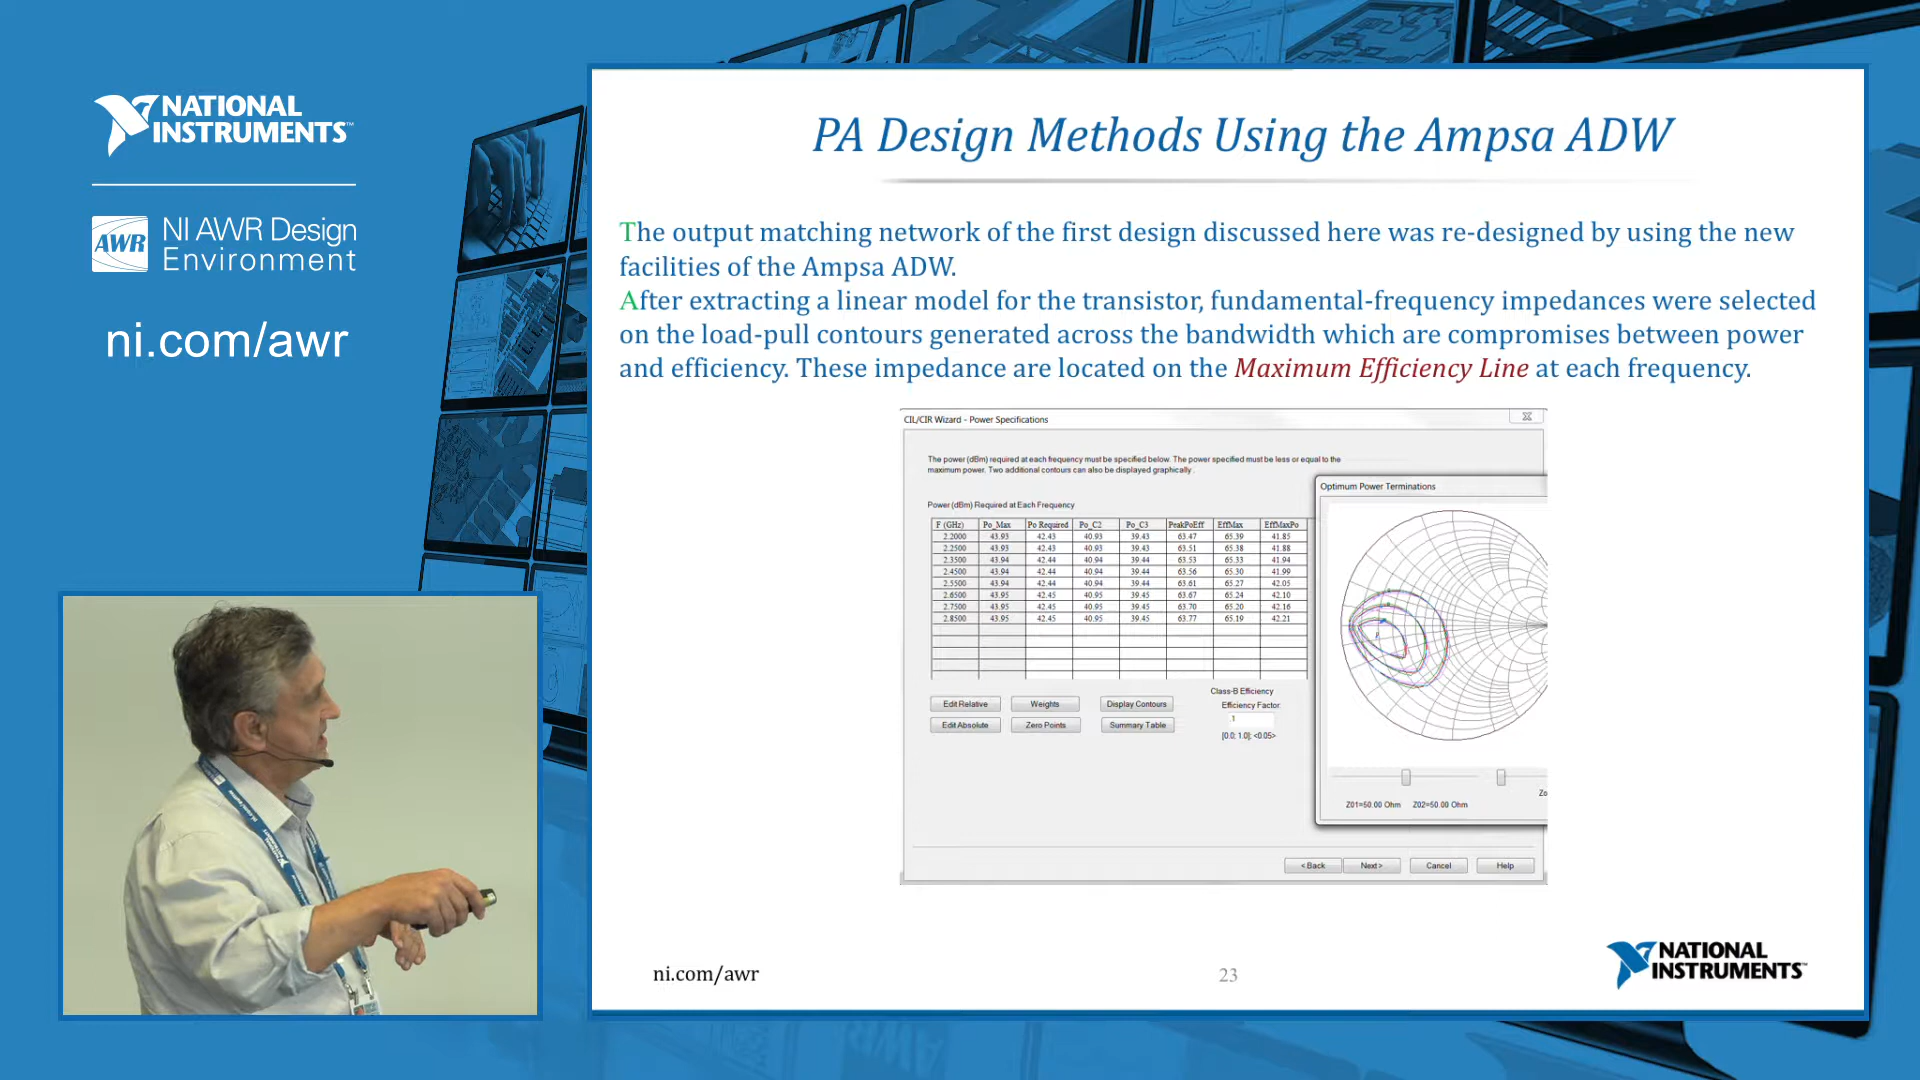 NATIONAL
INSTRUMENTS™
AWR
NI AWR Design
Environment
ni.com/awr
PA Design Methods Using the Ampsa ADW
The output matching network of the first design discussed here was re-designed by using the new
facilities of the Ampsa ADW.
After extracting a linear model for the transistor, fundamental-frequency impedances were selected
on the load-pull contours generated across the bandwidth which are compromises between power
and efficiency. These impedance are located on the Maximum Efficiency Line at each frequency.
CIL/CIR Wizard - Power Specifications
The power (dBm) required at each frequency must be specified below. The power specified must be less or equal to the
maximum power. Two additional contours can also be displayed graphically.
Optimum Power Terminations
Power (dBm) Required at Each Frequency
F (GHz) Po_Max Po Required Po_C2 Po_C3 PeakPoEff EffMax EffMaxPo
2.2000 43.93 42.43 40.93 39.43 63.47 65.39 41.85
2.2500 43.93 42.43 40.93 39.43 63.51 65.38 41.88
2.3500 43.94 42.44 40.94 39.44 63.53 65.33 41.94
2.4500 43.94 42.44 40.94 39.44 63.56 65.30 41.99
2.5500 43.94 42.44 40.94 39.44 63.61 65.27 42.05
2.6500 43.95 42.45 40.95 39.45 63.67 65.24 42.10
2.7500 43.95 42.45 40.95 39.45 63.70 65.20 42.16
2.8500 43.95 42.45 40.95 39.45 63.77 65.19 42.21
Class-B Efficiency
Edit Relative Weights Display Contours Efficiency Factor:
Edit Absolute Zero Points Summary Table 1
[0.0; 1.0]; <0.05>
Zo
Z01=50.00 Ohm Z02=50.00 Ohm
< Back Next > Cancel Help
ni.com/awr
23
NATIONAL
INSTRUMENTS™